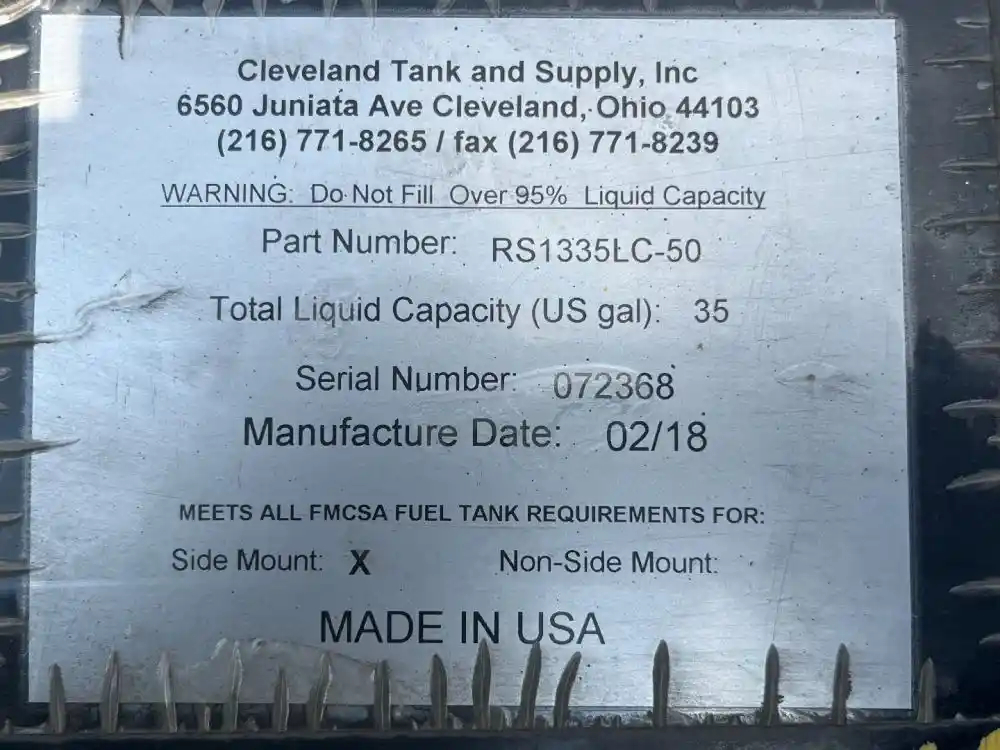 Cleveland Tank and Supply, Inc
6560 Juniata Ave Cleveland, Ohio 44103
(216) 771-8265 / fax (216) 771-8239
WARNING: Do Not Fill Over 95% Liquid Capacity
Part Number: RS1335LC-50
Total Liquid Capacity (US gal): 35
Serial Number: 072368
Manufacture Date: 02/18
MEETS ALL FMCSA FUEL TANK REQUIREMENTS FOR:
Side Mount: X Non-Side Mount:
MADE IN USA